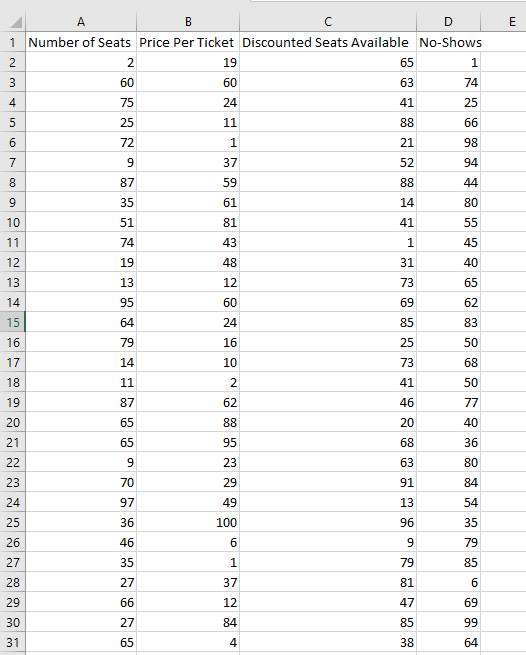 A B C D E
1 Number of Seats Price Per Ticket Discounted Seats Available No-Shows
2 2 19 65 1
3 60 60 63 74
4 75 24 41 25
5 25 11 88 66
6 72 1 21 98
7 9 37 52 94
8 87 59 88 44
9 35 61 14 80
10 51 81 41 55
11 74 43 1 45
12 19 48 31 40
13 13 12 73 65
14 95 60 69 62
15 64 24 85 83
16 79 16 25 50
17 14 10 73 68
18 11 2 41 50
19 87 62 46 77
20 65 88 20 40
21 65 95 68 36
22 9 23 63 80
23 70 29 91 84
24 97 49 13 54
25 36 100 96 35
26 46 6 9 79
27 35 1 79 85
28 27 37 81 6
29 66 12 47 69
30 27 84 85 99
31 65 4 38 64